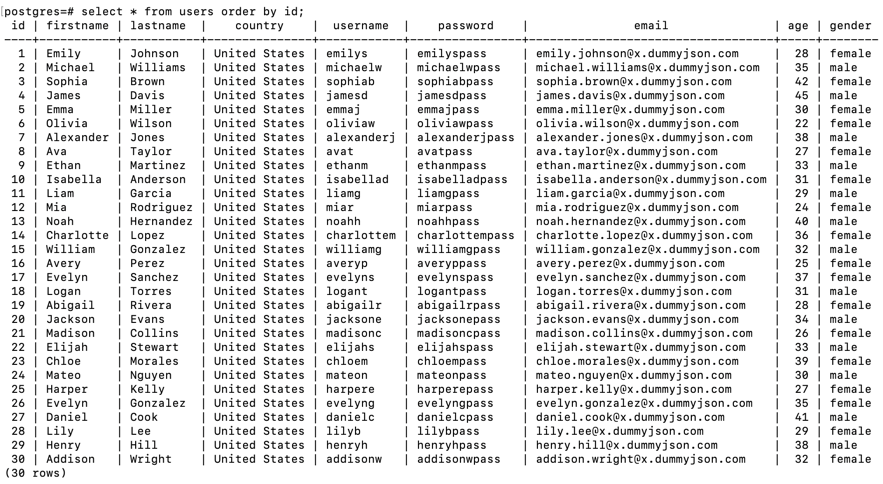 postgres=# select * from users order by id;
 id | firstname | lastname  |    country    |  username  |   password   |               email               | age | gender
----+-----------+-----------+---------------+------------+--------------+-----------------------------------+-----+--------
  1 | Emily     | Johnson   | United States | emilys     | emilyspass   | emily.johnson@x.dummyjson.com     |  28 | female
  2 | Michael   | Williams  | United States | michaelw   | michaelwpass | michael.williams@x.dummyjson.com  |  35 | male
  3 | Sophia    | Brown     | United States | sophiab    | sophiabpass  | sophia.brown@x.dummyjson.com      |  42 | female
  4 | James     | Davis     | United States | jamesd     | jamesdpass   | james.davis@x.dummyjson.com       |  45 | male
  5 | Emma      | Miller    | United States | emmaj      | emmajpass    | emma.miller@x.dummyjson.com       |  30 | female
  6 | Olivia    | Wilson    | United States | oliviaw    | oliviawpass  | olivia.wilson@x.dummyjson.com     |  22 | female
  7 | Alexander | Jones     | United States | alexanderj | alexanderjpass | alexander.jones@x.dummyjson.com |  38 | male
  8 | Ava       | Taylor    | United States | avat       | avatpass     | ava.taylor@x.dummyjson.com        |  27 | female
  9 | Ethan     | Martinez  | United States | ethanm     | ethanmpass   | ethan.martinez@x.dummyjson.com    |  33 | male
 10 | Isabella  | Anderson  | United States | isabellad  | isabelladpass | isabella.anderson@x.dummyjson.com |  31 | female
 11 | Liam      | Garcia    | United States | liamg      | liamgpass    | liam.garcia@x.dummyjson.com       |  29 | male
 12 | Mia       | Rodriguez | United States | miar       | miarpass     | mia.rodriguez@x.dummyjson.com     |  24 | female
 13 | Noah      | Hernandez | United States | noahh      | noahhpass    | noah.hernandez@x.dummyjson.com    |  40 | male
 14 | Charlotte | Lopez     | United States | charlottem | charlottempass | charlotte.lopez@x.dummyjson.com |  36 | female
 15 | William   | Gonzalez  | United States | williamg   | williamgpass | william.gonzalez@x.dummyjson.com  |  32 | male
 16 | Avery     | Perez     | United States | averyp     | averyppass   | avery.perez@x.dummyjson.com       |  25 | female
 17 | Evelyn    | Sanchez   | United States | evelyns    | evelynspass  | evelyn.sanchez@x.dummyjson.com    |  37 | female
 18 | Logan     | Torres    | United States | logant     | logantpass   | logan.torres@x.dummyjson.com      |  31 | male
 19 | Abigail   | Rivera    | United States | abigailr   | abigailrpass | abigail.rivera@x.dummyjson.com    |  28 | female
 20 | Jackson   | Evans     | United States | jacksone   | jacksonepass | jackson.evans@x.dummyjson.com     |  34 | male
 21 | Madison   | Collins   | United States | madisonc   | madisoncpass | madison.collins@x.dummyjson.com   |  26 | female
 22 | Elijah    | Stewart   | United States | elijahs    | elijahspass  | elijah.stewart@x.dummyjson.com    |  33 | male
 23 | Chloe     | Morales   | United States | chloem     | chloempass   | chloe.morales@x.dummyjson.com     |  39 | female
 24 | Mateo     | Nguyen    | United States | mateon     | mateonpass   | mateo.nguyen@x.dummyjson.com      |  30 | male
 25 | Harper    | Kelly     | United States | harpere    | harperepass  | harper.kelly@x.dummyjson.com      |  27 | female
 26 | Evelyn    | Gonzalez  | United States | evelyng    | evelyngpass  | evelyn.gonzalez@x.dummyjson.com   |  35 | female
 27 | Daniel    | Cook      | United States | danielc    | danielcpass  | daniel.cook@x.dummyjson.com       |  41 | male
 28 | Lily      | Lee       | United States | lilyb      | lilybpass    | lily.lee@x.dummyjson.com          |  29 | female
 29 | Henry     | Hill      | United States | henryh     | henryhpass   | henry.hill@x.dummyjson.com        |  38 | male
 30 | Addison   | Wright    | United States | addisonw   | addisonwpass | addison.wright@x.dummyjson.com    |  32 | female
(30 rows)